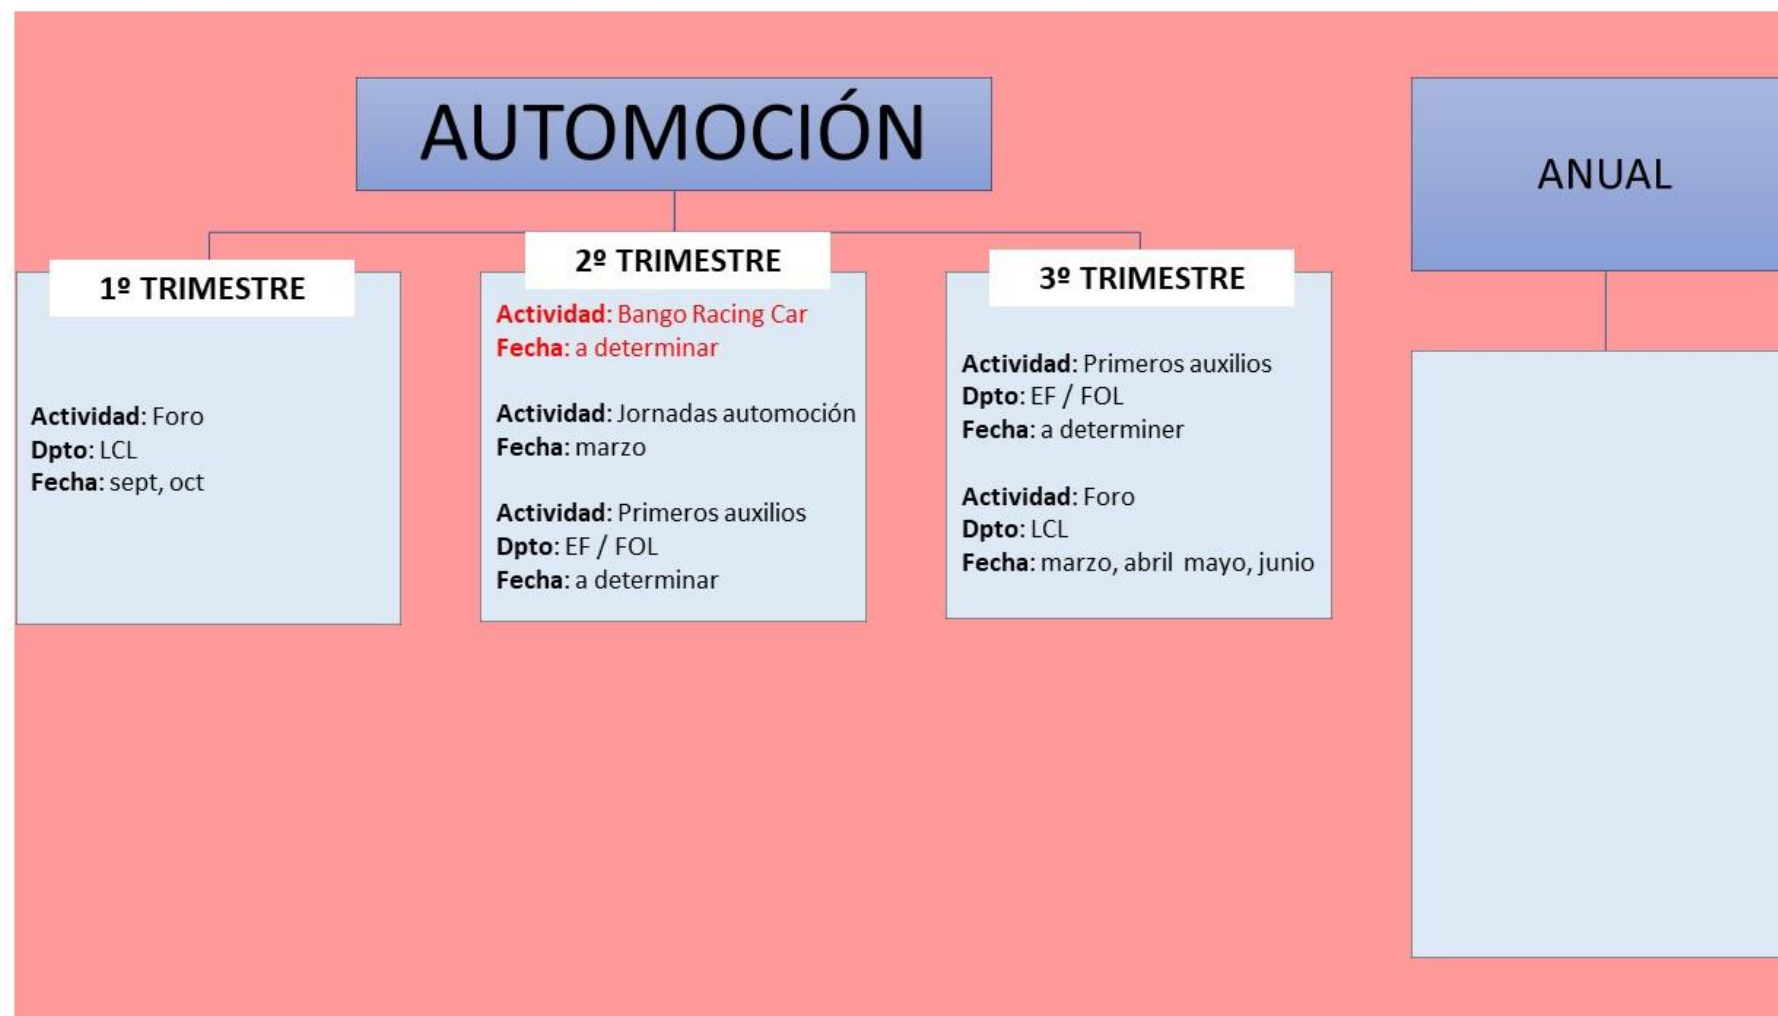 AUTOMOCIÓN
1º TRIMESTRE
Actividad: Foro
Dpto: LCL
Fecha: sept, oct
2º TRIMESTRE
Actividad: Bango Racing Car
Fecha: a determinar
Actividad: Jornadas automoción
Fecha: marzo
Actividad: Primeros auxilios
Dpto: EF / FOL
Fecha: a determinar
3º TRIMESTRE
Actividad: Primeros auxilios
Dpto: EF / FOL
Fecha: a determiner
Actividad: Foro
Dpto: LCL
Fecha: marzo, abril  mayo, junio
ANUAL